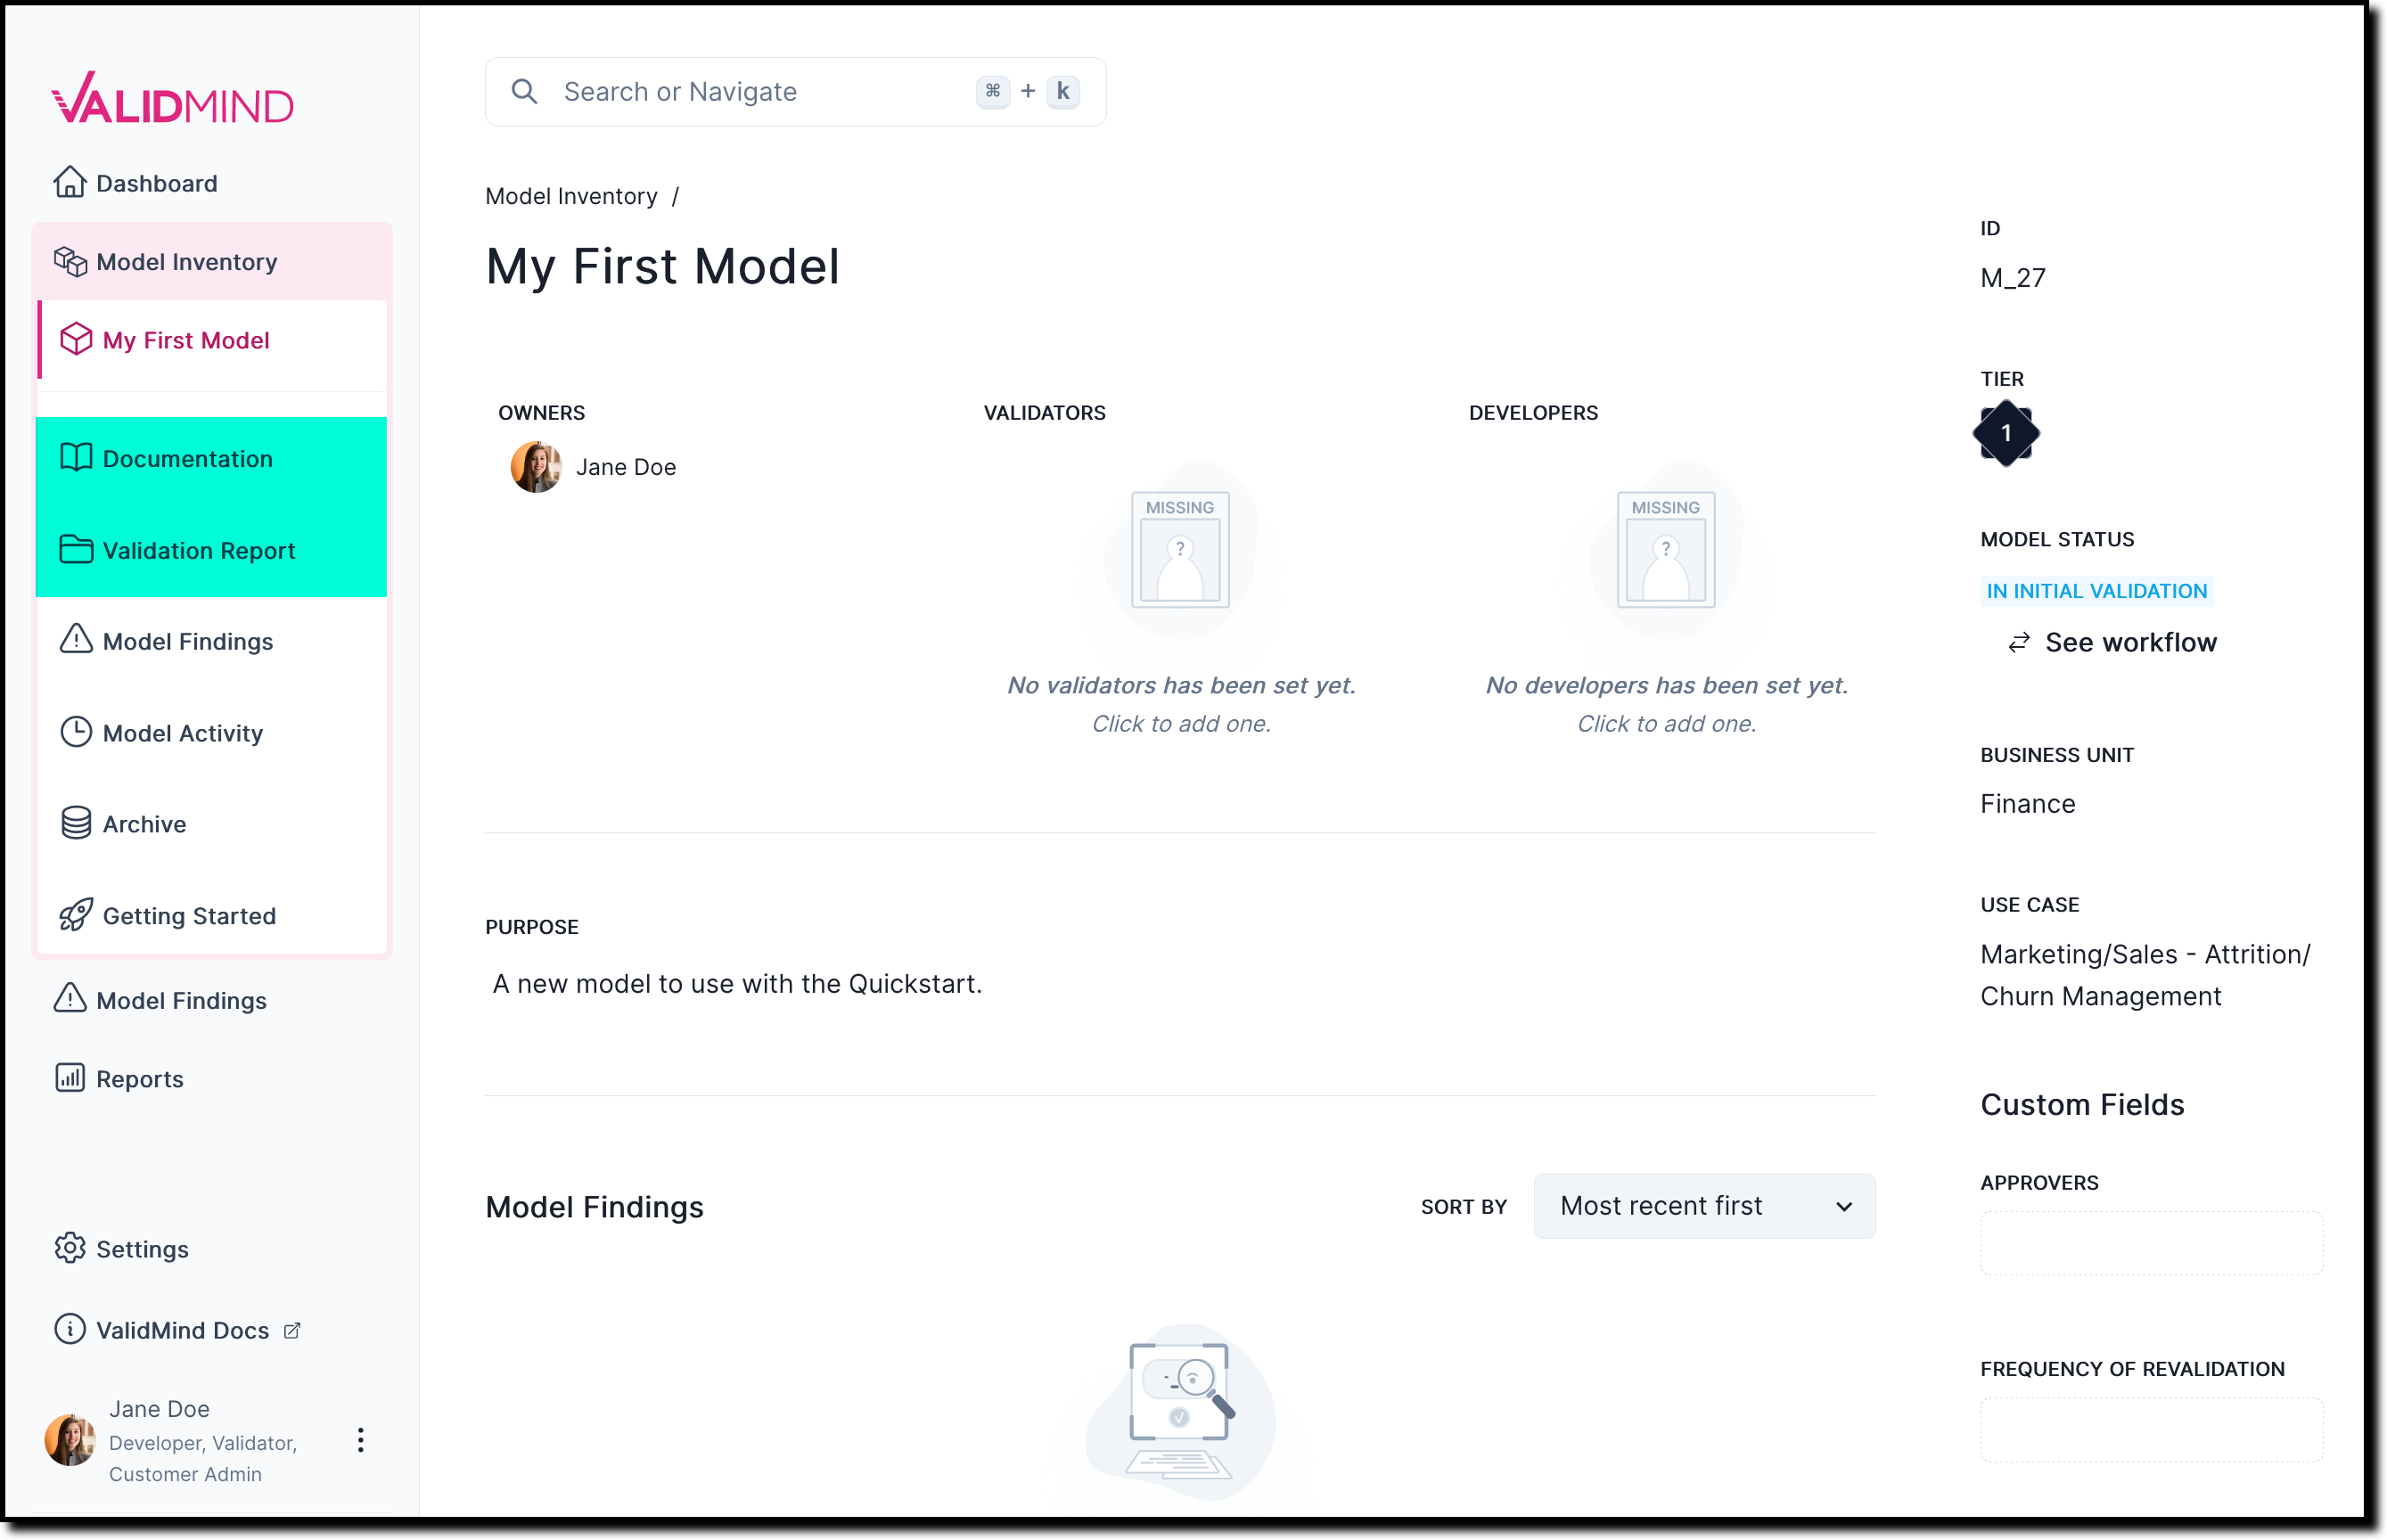 VALIDMIND
Dashboard
Model Inventory
My First Model
Documentation
Validation Report
Model Findings
Model Activity
Archive
Getting Started
Model Findings
Reports
Settings
ValidMind Docs
Jane Doe
Developer, Validator,
Customer Admin
Search or Navigate ⌘ + k
Model Inventory /
My First Model
OWNERS
Jane Doe
VALIDATORS
MISSING
?
No validators has been set yet.
Click to add one.
DEVELOPERS
MISSING
?
No developers has been set yet.
Click to add one.
PURPOSE
A new model to use with the Quickstart.
Model Findings
SORT BY Most recent first
ID
M_27
TIER
1
MODEL STATUS
IN INITIAL VALIDATION
See workflow
BUSINESS UNIT
Finance
USE CASE
Marketing/Sales - Attrition/
Churn Management
Custom Fields
APPROVERS
FREQUENCY OF REVALIDATION